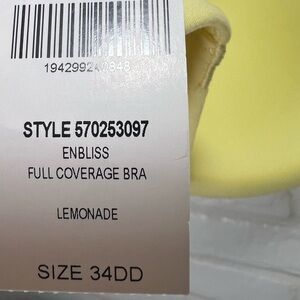 STYLE 570253097
ENBLISS
FULL COVERAGE BRA
LEMONADE
SIZE 34DD